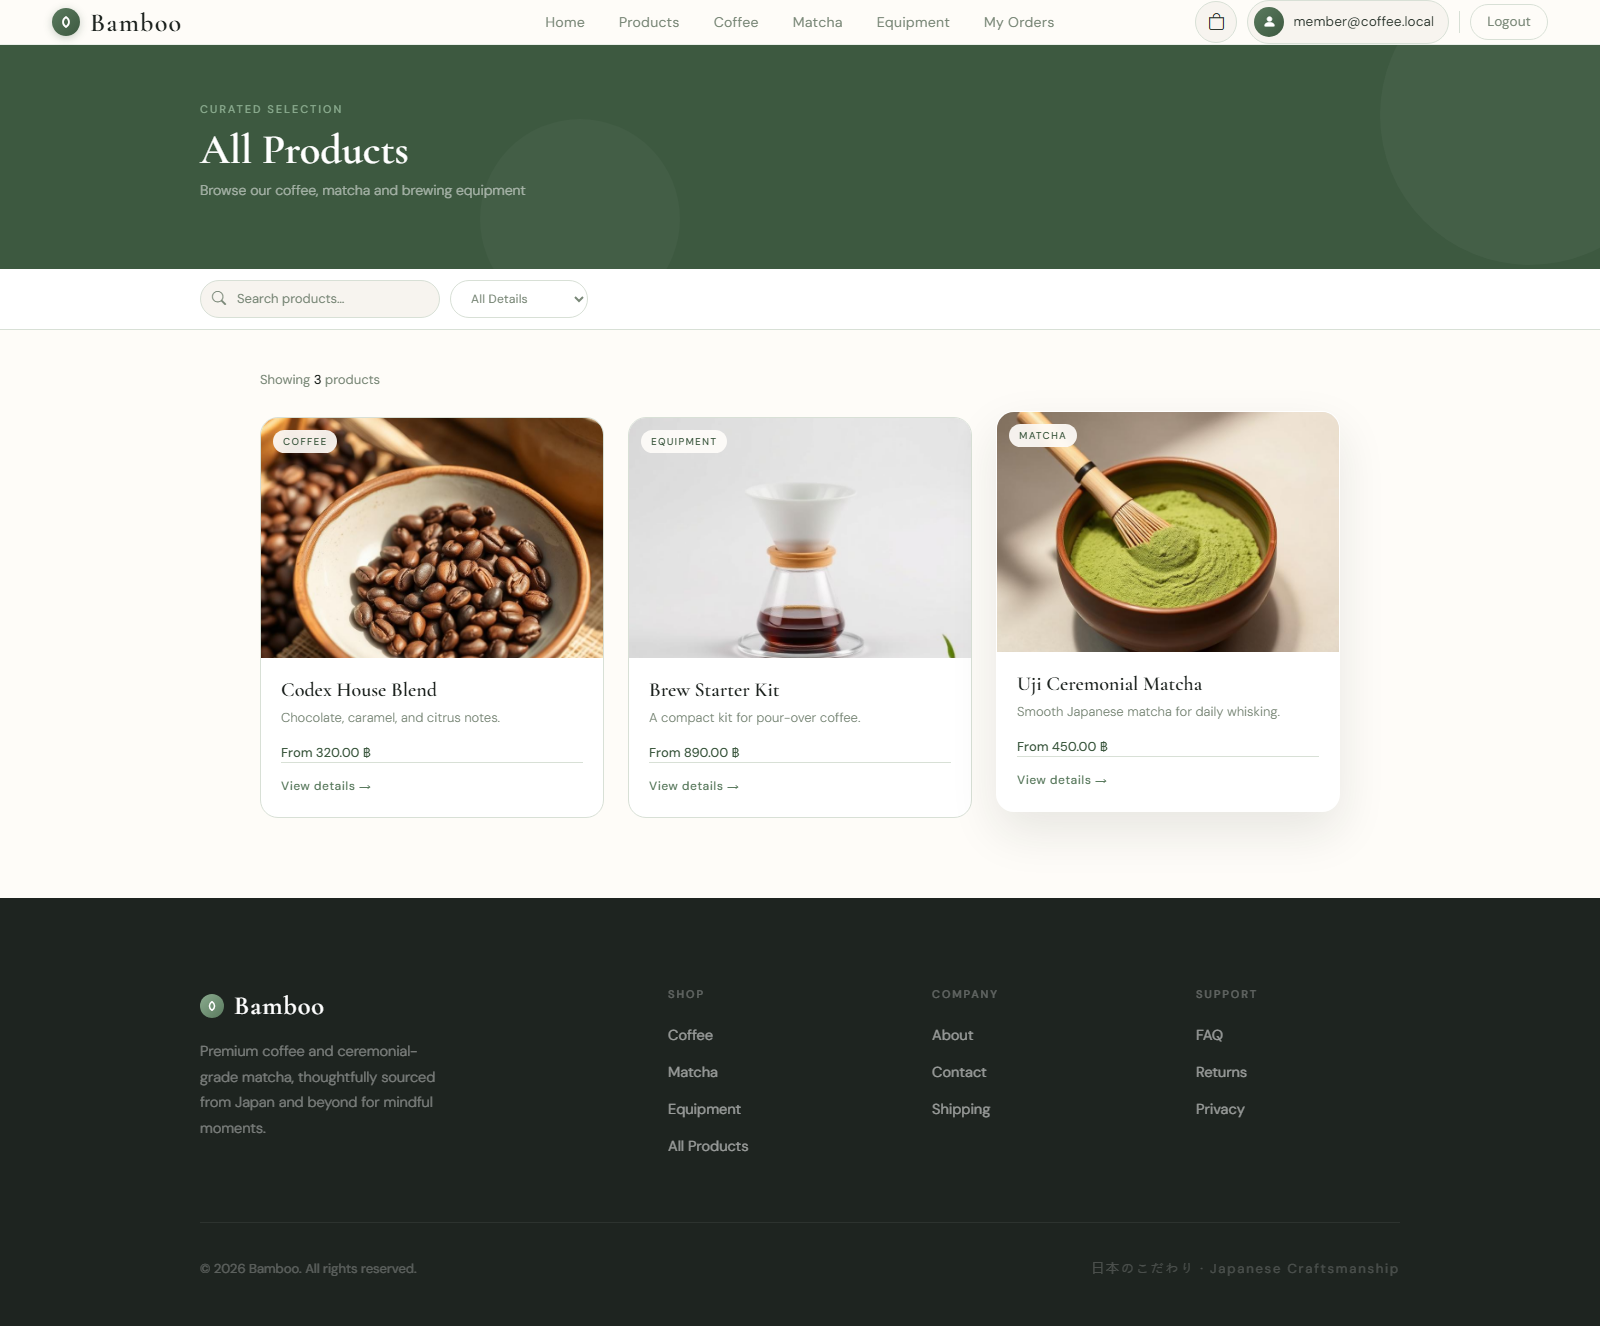 Bamboo
Home Products Coffee Matcha Equipment My Orders
member@coffee.local
Logout
CURATED SELECTION
All Products
Browse our coffee, matcha and brewing equipment
Search products...
All Details
Showing 3 products
COFFEE
Codex House Blend
Chocolate, caramel, and citrus notes.
From 320.00 ฿
View details →
EQUIPMENT
Brew Starter Kit
A compact kit for pour-over coffee.
From 890.00 ฿
View details →
MATCHA
Uji Ceremonial Matcha
Smooth Japanese matcha for daily whisking.
From 450.00 ฿
View details →
Bamboo
Premium coffee and ceremonial-
grade matcha, thoughtfully sourced
from Japan and beyond for mindful
moments.
SHOP
Coffee
Matcha
Equipment
All Products
COMPANY
About
Contact
Shipping
SUPPORT
FAQ
Returns
Privacy
© 2026 Bamboo. All rights reserved.
日本のこだわり · Japanese Craftsmanship